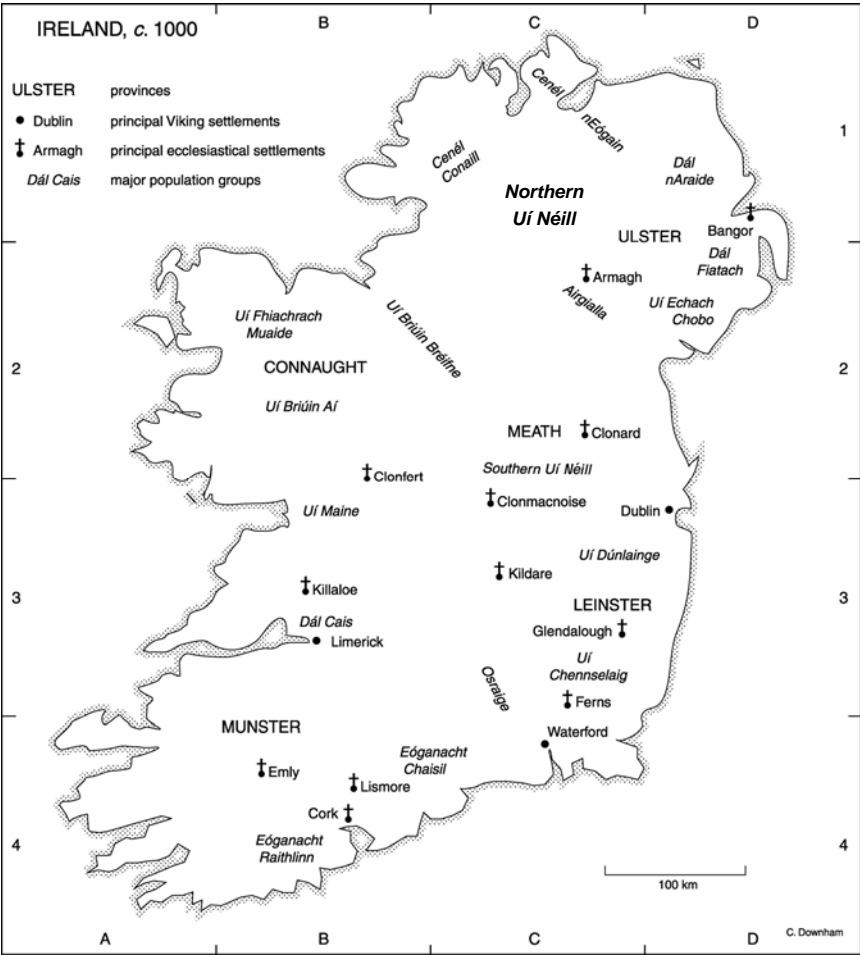 IRELAND, c. 1000
B
C
D
ULSTER provinces
Dublin principal Viking settlements
Armagh principal ecclesiastical settlements
Dál Cais major population groups
1
1
Cenél
nEógain
Cenél
Conaill
Dál
nAraide
Northern
Uí Néill
ULSTER
Bangor
Dál
Fiatach
Armagh
Airgialla
Uí Echach
Chobo
Uí Fhiachrach
Muaide
Uí Briúin Bréifne
2
CONNAUGHT
2
Uí Briúin Aí
MEATH
Clonard
Southern Uí Néill
Clonfert
Clonmacnoise
Uí Maine
Dublin
Uí Dúnlainge
Kildare
3
Killaloe
LEINSTER
3
Dál Cais
Glendalough
Limerick
Uí
Chennselaig
Osraige
Ferns
MUNSTER
Waterford
Eóganacht
Chaisil
Emly
Lismore
Cork
4
Eóganacht
Raithlinn
4
100 km
A
B
C
D
C. Downham